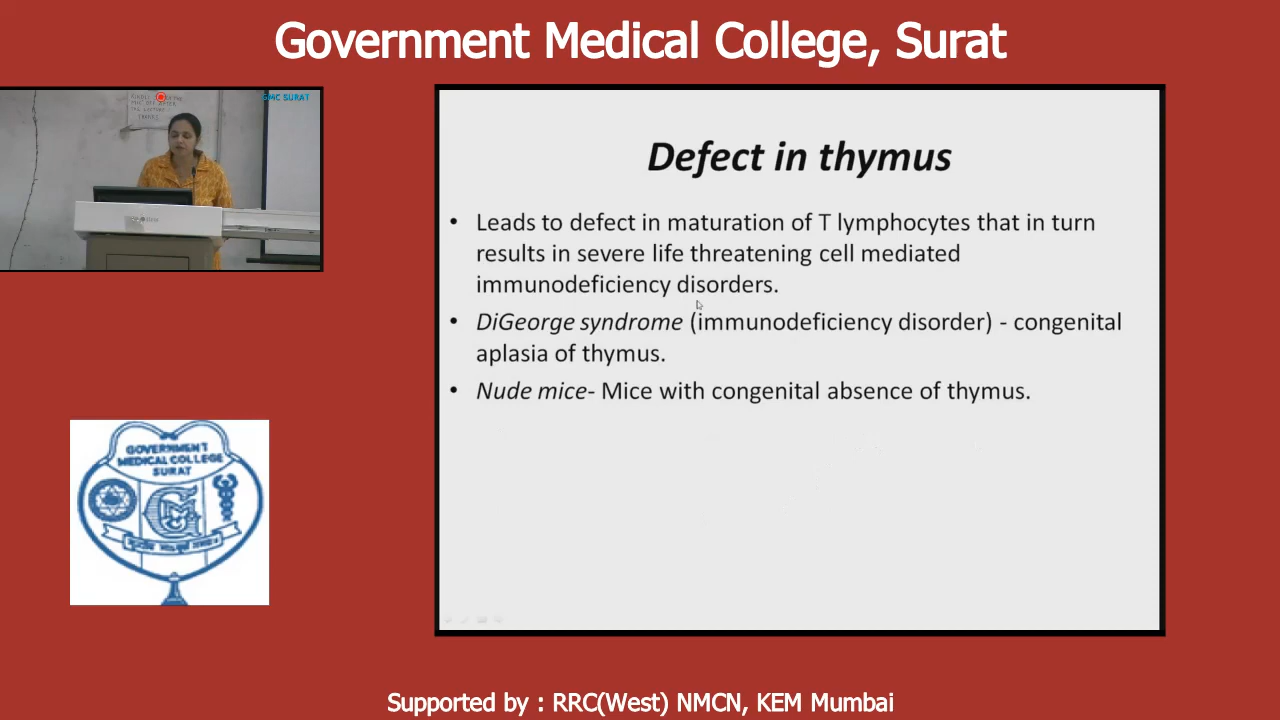 Government Medical College, Surat
GMC SURAT
Defect in thymus
• Leads to defect in maturation of T lymphocytes that in turn
results in severe life threatening cell mediated
immunodeficiency disorders.
• DiGeorge syndrome (immunodeficiency disorder) - congenital
aplasia of thymus.
• Nude mice- Mice with congenital absence of thymus.
GOVERNMENT
MEDICAL COLLEGE
SURAT
Supported by : RRC(West) NMCN, KEM Mumbai